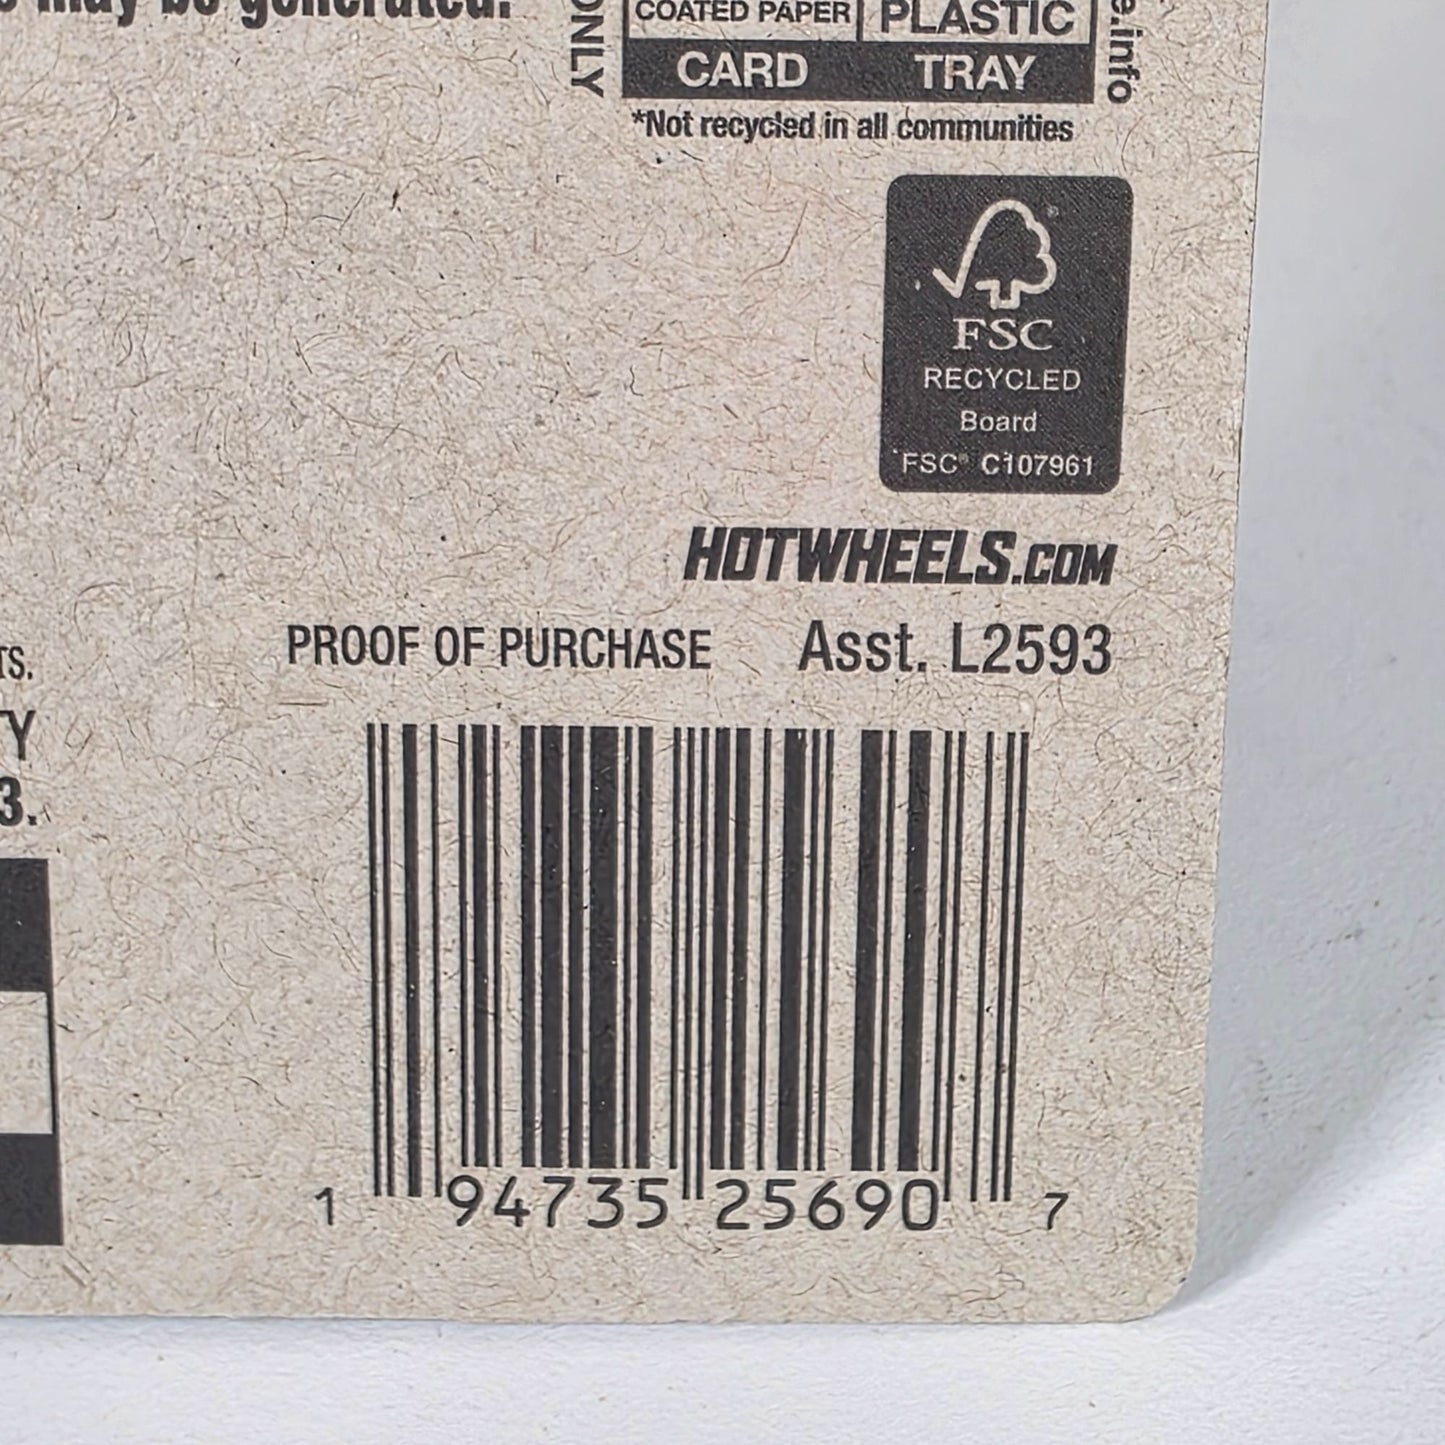 may be generated.
ONLY
COATED PAPER
PLASTIC
CARD
TRAY
e.info
*Not recycled in all communities
FSC
RECYCLED
Board
FSC® C107961
HOTWHEELS.COM
PROOF OF PURCHASE
Asst. L2593
TS.
TY
3.
1 94735 25690 7